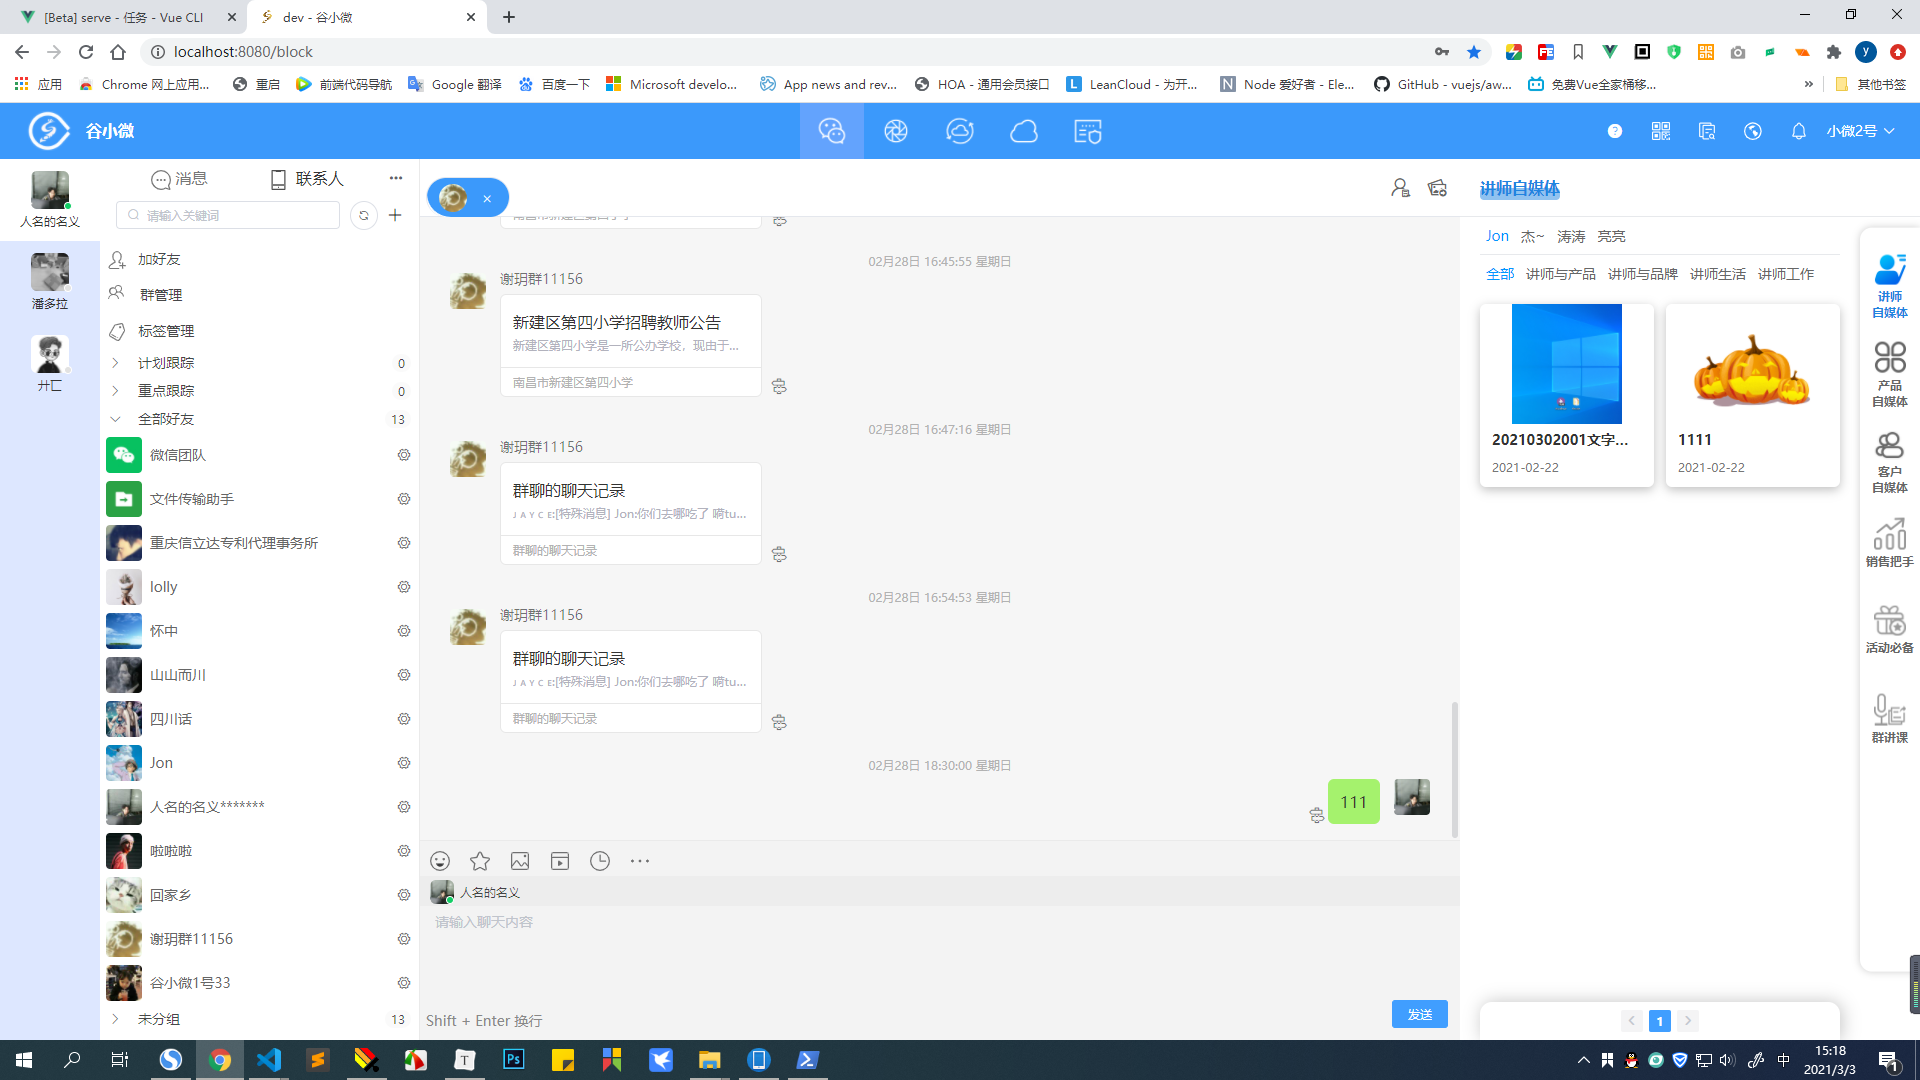 [Beta] serve - 任务 - Vue CLI
dev - 谷小微
localhost:8080/block
应用
Chrome 网上应用...
重启
前端代码导航
Google 翻译
百度一下
Microsoft develo...
App news and rev...
HOA - 通用会员接口
LeanCloud - 为开...
Node 爱好者 - Ele...
GitHub - vuejs/aw...
免费Vue全家桶移...
»
其他书签
谷小微
小微2号
人名的名义
潘多拉
廾匸
消息
联系人
请输入关键词
加好友
群管理
标签管理
计划跟踪 0
重点跟踪 0
全部好友 13
微信团队
文件传输助手
重庆信立达专利代理事务所
lolly
怀中
山山而川
四川话
Jon
人名的名义*******
啦啦啦
回家乡
谢玥群11156
谷小微1号33
未分组 13
02月28日 16:45:55 星期日
谢玥群11156
新建区第四小学招聘教师公告
新建区第四小学是一所公办学校，现由于...
南昌市新建区第四小学
02月28日 16:47:16 星期日
谢玥群11156
群聊的聊天记录
ᴊ ᴀ ʏ ᴄ ᴇ:[特殊消息] Jon:你们去哪吃了 嗬tu...
群聊的聊天记录
02月28日 16:54:53 星期日
谢玥群11156
群聊的聊天记录
ᴊ ᴀ ʏ ᴄ ᴇ:[特殊消息] Jon:你们去哪吃了 嗬tu...
群聊的聊天记录
02月28日 18:30:00 星期日
111
人名的名义
请输入聊天内容
Shift + Enter 换行
发送
讲师自媒体
Jon 杰~ 涛涛 亮亮
全部 讲师与产品 讲师与品牌 讲师生活 讲师工作
20210302001文字...
2021-02-22
1111
2021-02-22
1
讲师
自媒体
产品
自媒体
客户
自媒体
销售把手
活动必备
群讲课
中
15:18
2021/3/3
1